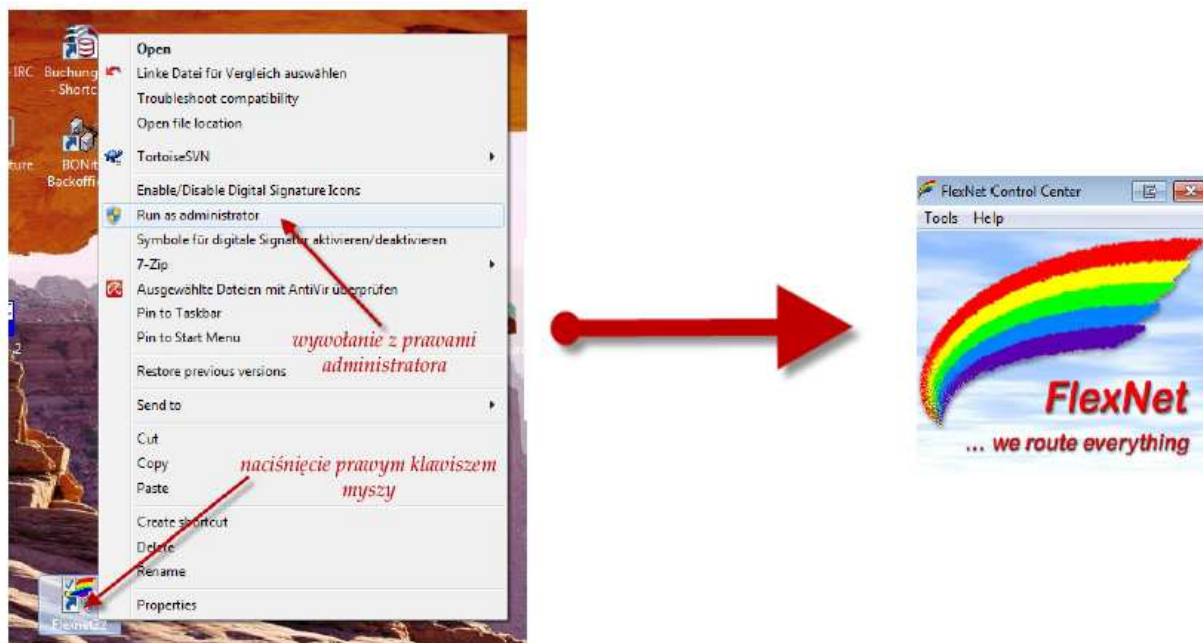 IRC
Buchung
- Shortc
ture
BONit
Backoffi
2
Flexnet32
Open
Linke Datei für Vergleich auswählen
Troubleshoot compatibility
Open file location
TortoiseSVN
Enable/Disable Digital Signature Icons
Run as administrator
Symbole für digitale Signatur aktivieren/deaktivieren
7-Zip
Ausgewählte Dateien mit AntiVir überprüfen
Pin to Taskbar
Pin to Start Menu
wywołanie z prawami
administratora
Restore previous versions
Send to
Cut
Copy
Paste
naciśnięcie prawym klawiszem
myszy
Create shortcut
Delete
Rename
Properties
FlexNet Control Center
Tools Help
FlexNet
... we route everything